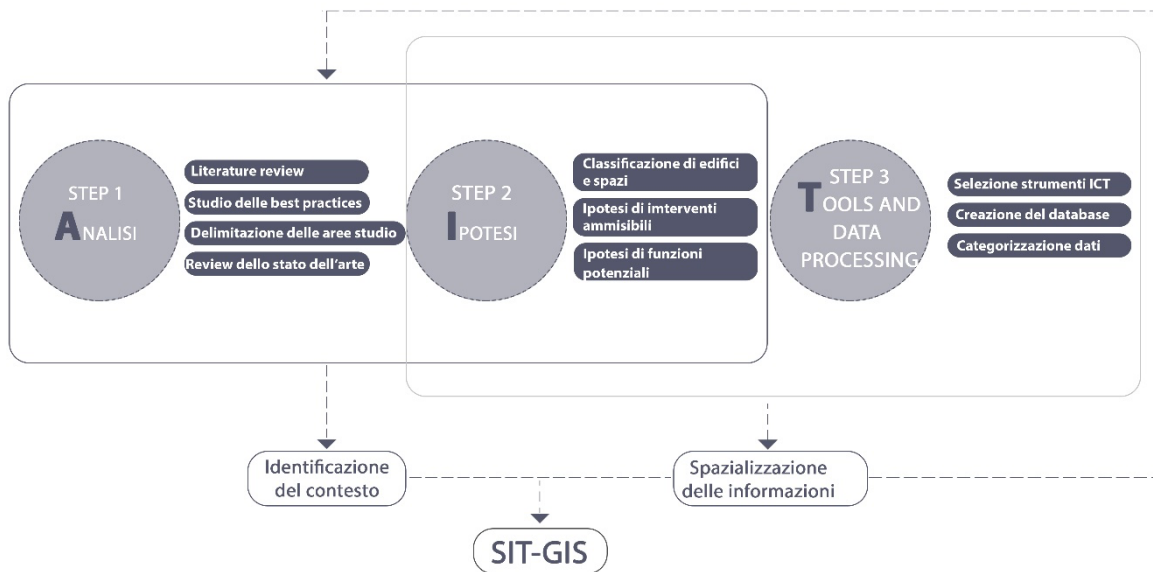 STEP 1
ANALISI
Literature review
Studio delle best practices
Delimitazione delle aree studio
Review dello stato dell'arte
STEP 2
IPOTESI
Classificazione di edifici
e spazi
Ipotesi di imterventi
ammisibili
Ipotesi di funzioni
potenziali
STEP 3
TOOLS AND
DATA
PROCESSING
Selezione strumenti ICT
Creazione del database
Categorizzazione dati
Identificazione
del contesto
Spazializzazione
delle informazioni
SIT-GIS